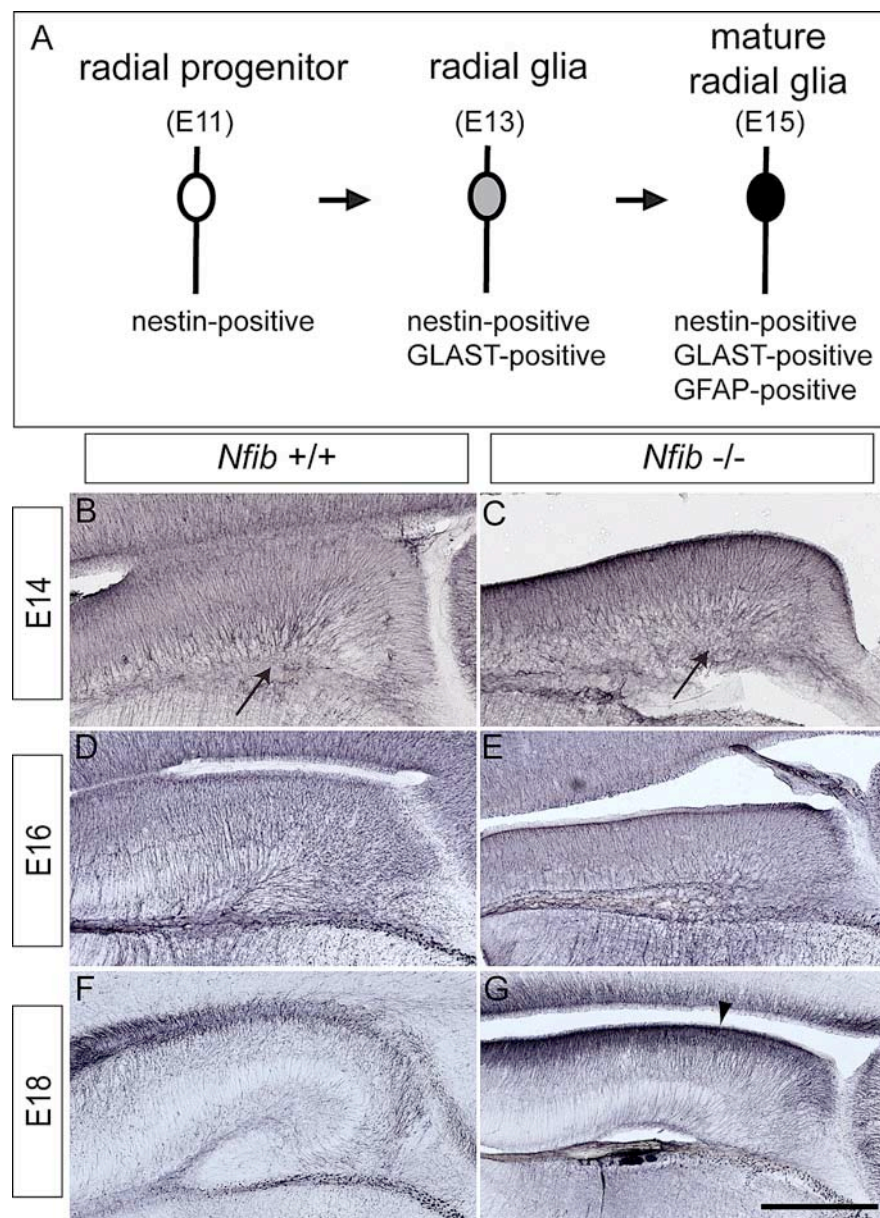 A
radial progenitor
(E11)
nestin-positive
radial glia
(E13)
nestin-positive
GLAST-positive
mature
radial glia
(E15)
nestin-positive
GLAST-positive
GFAP-positive
Nfib +/+
Nfib -/-
E14
B
C
E16
D
E
E18
F
G